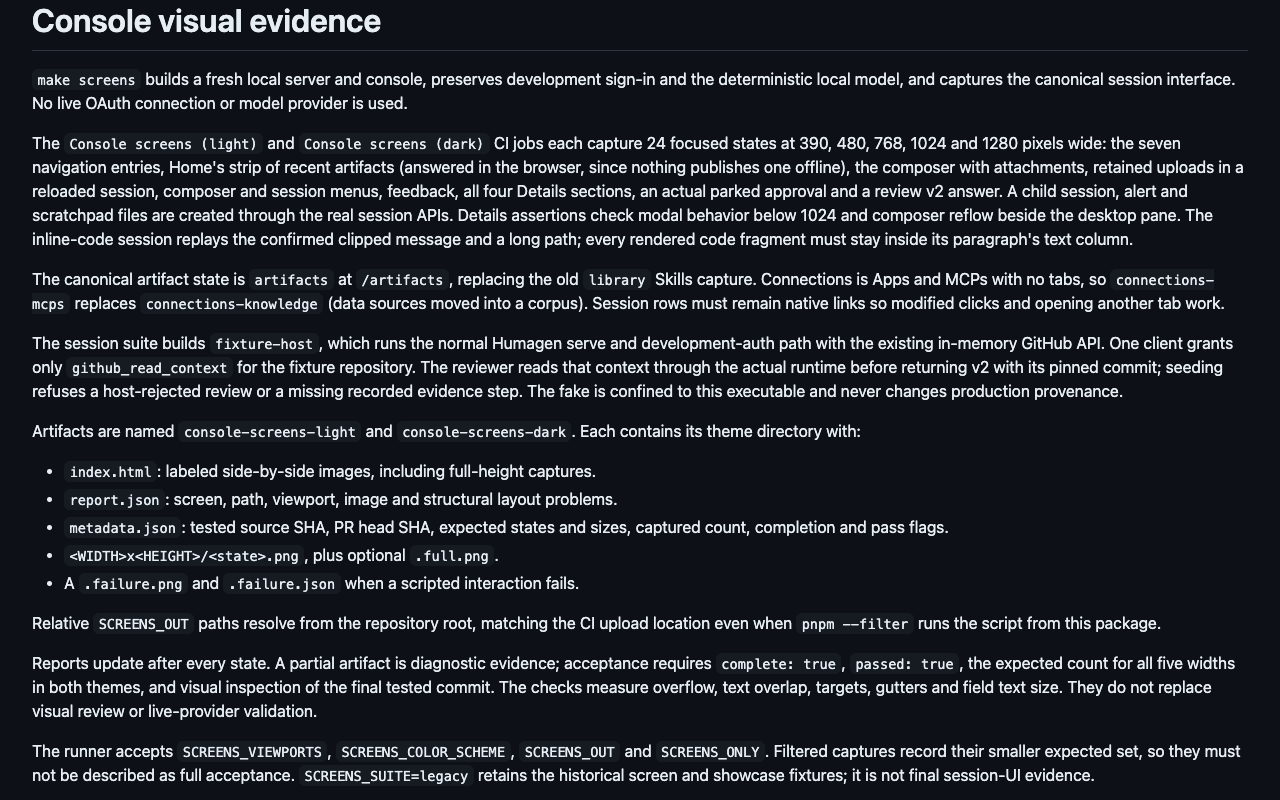 Console visual evidence
make screens builds a fresh local server and console, preserves development sign-in and the deterministic local model, and captures the canonical session interface.
No live OAuth connection or model provider is used.
The Console screens (light) and Console screens (dark) CI jobs each capture 24 focused states at 390, 480, 768, 1024 and 1280 pixels wide: the seven
navigation entries, Home's strip of recent artifacts (answered in the browser, since nothing publishes one offline), the composer with attachments, retained uploads in a
reloaded session, composer and session menus, feedback, all four Details sections, an actual parked approval and a review v2 answer. A child session, alert and
scratchpad files are created through the real session APIs. Details assertions check modal behavior below 1024 and composer reflow beside the desktop pane. The
inline-code session replays the confirmed clipped message and a long path; every rendered code fragment must stay inside its paragraph's text column.
The canonical artifact state is artifacts at /artifacts, replacing the old library Skills capture. Connections is Apps and MCPs with no tabs, so connections-
mcps replaces connections-knowledge (data sources moved into a corpus). Session rows must remain native links so modified clicks and opening another tab work.
The session suite builds fixture-host, which runs the normal Humagen serve and development-auth path with the existing in-memory GitHub API. One client grants
only github_read_context for the fixture repository. The reviewer reads that context through the actual runtime before returning v2 with its pinned commit; seeding
refuses a host-rejected review or a missing recorded evidence step. The fake is confined to this executable and never changes production provenance.
Artifacts are named console-screens-light and console-screens-dark. Each contains its theme directory with:
• index.html: labeled side-by-side images, including full-height captures.
• report.json: screen, path, viewport, image and structural layout problems.
• metadata.json: tested source SHA, PR head SHA, expected states and sizes, captured count, completion and pass flags.
• <WIDTH>x<HEIGHT>/<state>.png, plus optional .full.png.
• A .failure.png and .failure.json when a scripted interaction fails.
Relative SCREENS_OUT paths resolve from the repository root, matching the CI upload location even when pnpm --filter runs the script from this package.
Reports update after every state. A partial artifact is diagnostic evidence; acceptance requires complete: true, passed: true, the expected count for all five widths
in both themes, and visual inspection of the final tested commit. The checks measure overflow, text overlap, targets, gutters and field text size. They do not replace
visual review or live-provider validation.
The runner accepts SCREENS_VIEWPORTS, SCREENS_COLOR_SCHEME, SCREENS_OUT and SCREENS_ONLY. Filtered captures record their smaller expected set, so they must
not be described as full acceptance. SCREENS_SUITE=legacy retains the historical screen and showcase fixtures; it is not final session-UI evidence.